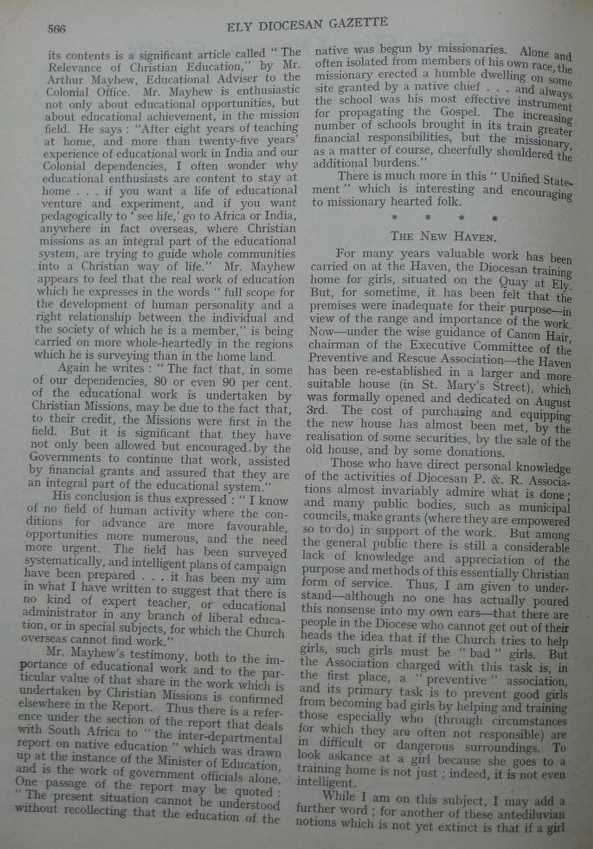 566
ELY DIOCESAN GAZETTE
its contents is a significant article called " The
Relevance of Christian Education," by Mr.
Arthur Mayhew, Educational Adviser to the
Colonial Office. Mr. Mayhew is enthusiastic
not only about educational opportunities, but
about educational achievement, in the mission
field. He says : "After eight years of teaching
at home, and more than twenty-five years'
experience of educational work in India and our
Colonial dependencies, I often wonder why
educational enthusiasts are content to stay at
home . . . if you want a life of educational
venture and experiment, and if you want
pedagogically to ' see life,' go to Africa or India,
anywhere in fact overseas, where Christian
missions as an integral part of the educational
system, are trying to guide whole communities
into a Christian way of life." Mr. Mayhew
appears to feel that the real work of education
which he expresses in the words " full scope for
the development of human personality and a
right relationship between the individual and
the society of which he is a member," is being
carried on more whole-heartedly in the regions
which he is surveying than in the home land.
Again he writes : " The fact that, in some
of our dependencies, 80 or even 90 per cent.
of the educational work is undertaken by
Christian Missions, may be due to the fact that,
to their credit, the Missions were first in the
field. But it is significant that they have
not only been allowed but encouraged by the
Governments to continue that work, assisted
by financial grants and assured that they are
an integral part of the educational system."
His conclusion is thus expressed : " I know
of no field of human activity where the con-
ditions for advance are more favourable,
opportunities more numerous, and the need
more urgent. The field has been surveyed
systematically, and intelligent plans of campaign
have been prepared . . . it has been my aim
in what I have written to suggest that there is
no kind of expert teacher, or educational
administrator in any branch of liberal educa-
tion, or in special subjects, for which the Church
overseas cannot find work."
Mr. Mayhew's testimony, both to the im-
portance of educational work and to the par-
ticular value of that share in the work which is
undertaken by Christian Missions is confirmed
elsewhere in the Report. Thus there is a refer-
ence under the section of the report that deals
with South Africa to " the inter-departmental
report on native education " which was drawn
up at the instance of the Minister of Education,
and is the work of government officials alone.
One passage of the report may be quoted :
" The present situation cannot be understood
without recollecting that the education of the
native was begun by missionaries. Alone and
often isolated from members of his own race, the
missionary erected a humble dwelling on some
site granted by a native chief . . . and always
the school was his most effective instrument
for propagating the Gospel. The increasing
number of schools brought in its train greater
financial responsibilities, but the missionary,
as a matter of course, cheerfully shouldered the
additional burdens."
There is much more in this " Unified State-
ment " which is interesting and encouraging
to missionary hearted folk.
* * * *
THE NEW HAVEN.
For many years valuable work has been
carried on at the Haven, the Diocesan training
home for girls, situated on the Quay at Ely.
But, for sometime, it has been felt that the
premises were inadequate for their purpose—in
view of the range and importance of the work.
Now—under the wise guidance of Canon Hair,
chairman of the Executive Committee of the
Preventive and Rescue Association—the Haven
has been re-established in a larger and more
suitable house (in St. Mary's Street), which
was formally opened and dedicated on August
3rd. The cost of purchasing and equipping
the new house has almost been met, by the
realisation of some securities, by the sale of the
old house, and by some donations.
Those who have direct personal knowledge
of the activities of Diocesan P. & R. Associa-
tions almost invariably admire what is done ;
and many public bodies, such as municipal
councils, make grants (where they are empowered
so to do) in support of the work. But among
the general public there is still a considerable
lack of knowledge and appreciation of the
purpose and methods of this essentially Christian
form of service. Thus, I am given to under-
stand—although no one has actually poured
this nonsense into my own ears—that there are
people in the Diocese who cannot get out of their
heads the idea that if the Church tries to help
girls, such girls must be " bad " girls. But
the Association charged with this task is, in
the first place, a " preventive " association,
and its primary task is to prevent good girls
from becoming bad girls by helping and training
those especially who (through circumstances
for which they are often not responsible) are
in difficult or dangerous surroundings. To
look askance at a girl because she goes to a
training home is not just ; indeed, it is not even
intelligent.
While I am on this subject, I may add a
further word ; for another of these antediluvian
notions which is not yet extinct is that if a girl